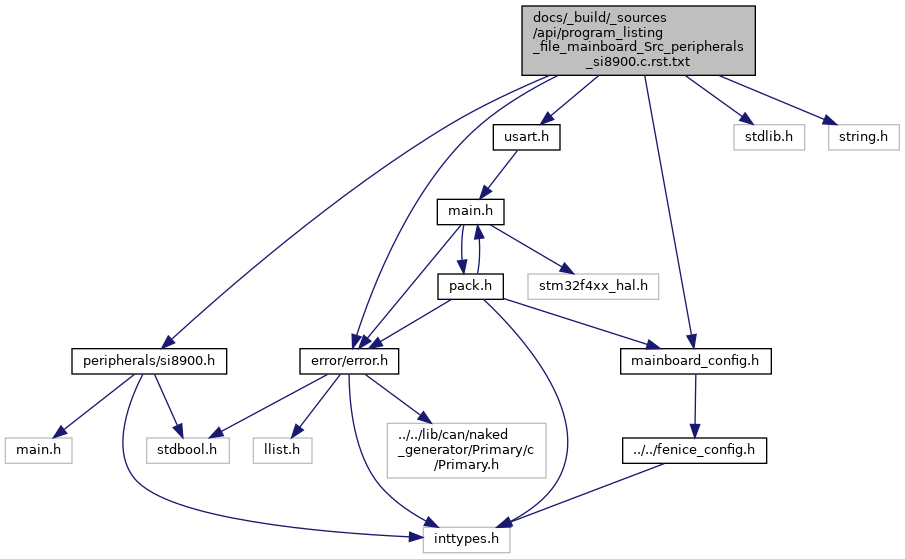 docs/_build/_sources
/api/program_listing
_file_mainboard_Src_peripherals
_si8900.c.rst.txt
usart.h
stdlib.h
string.h
main.h
pack.h
stm32f4xx_hal.h
peripherals/si8900.h
error/error.h
mainboard_config.h
main.h
stdbool.h
llist.h
../../lib/can/naked
_generator/Primary/c
/Primary.h
../../fenice_config.h
inttypes.h